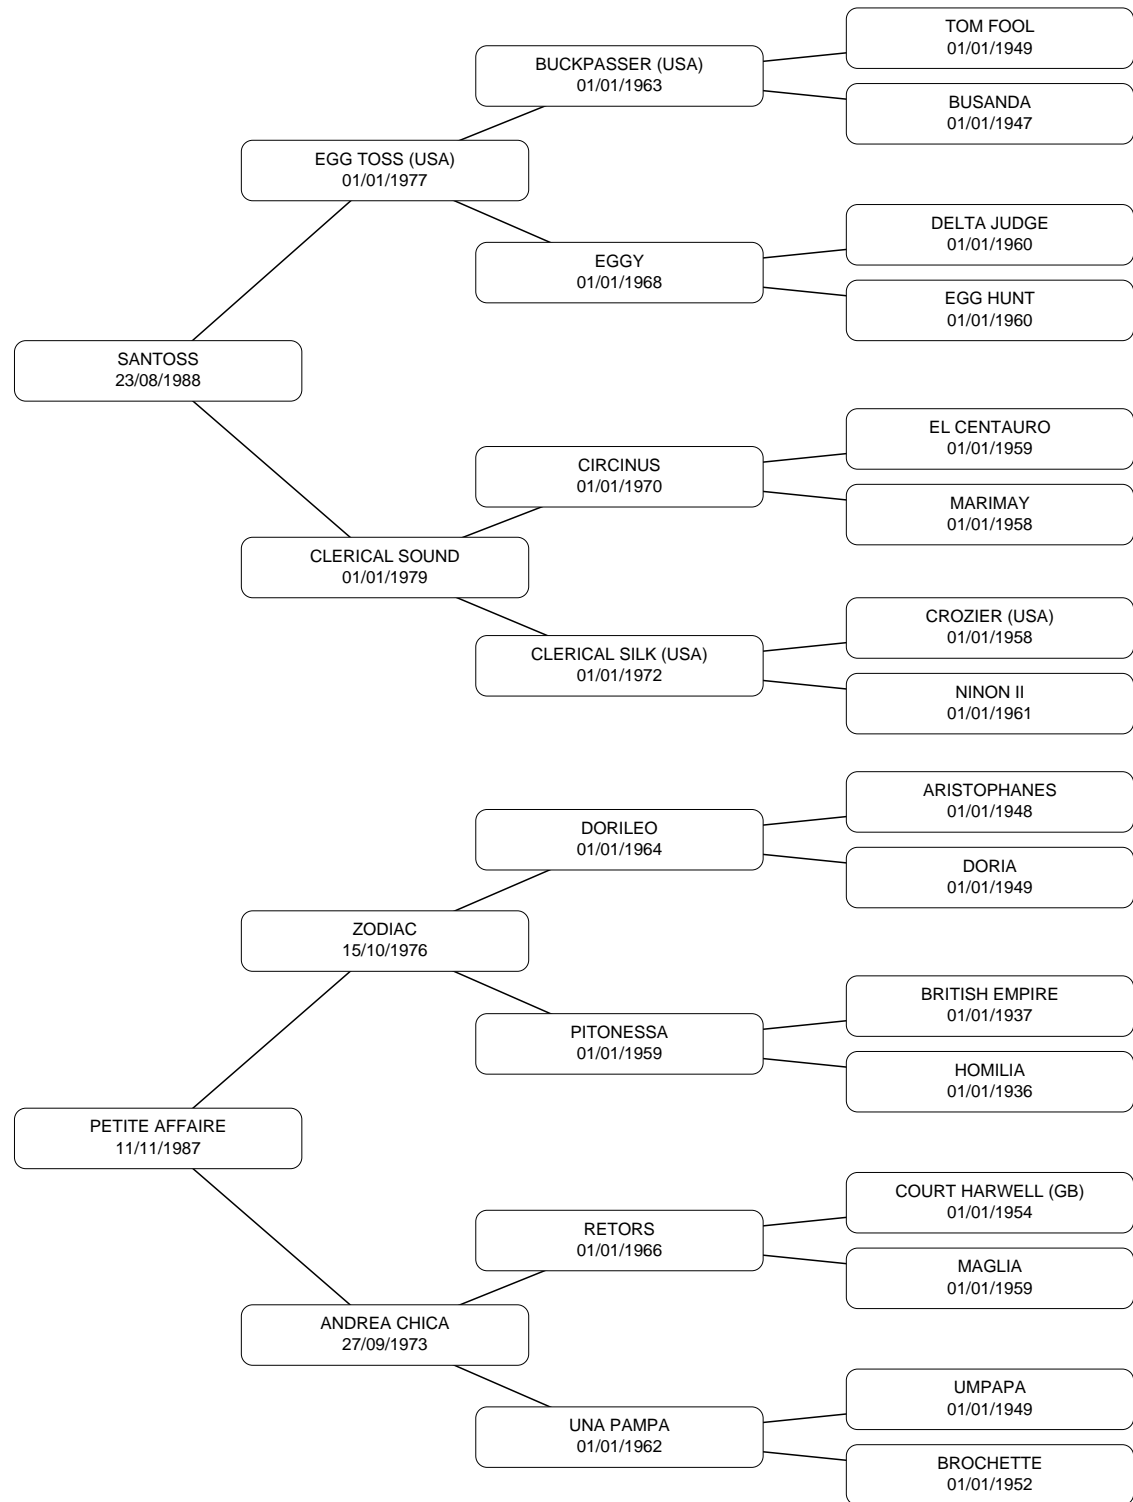 TOM FOOL
01/01/1949
BUCKPASSER (USA)
01/01/1963
BUSANDA
01/01/1947
EGG TOSS (USA)
01/01/1977
DELTA JUDGE
01/01/1960
EGGY
01/01/1968
EGG HUNT
01/01/1960
SANTOSS
23/08/1988
EL CENTAURO
01/01/1959
CIRCINUS
01/01/1970
MARIMAY
01/01/1958
CLERICAL SOUND
01/01/1979
CROZIER (USA)
01/01/1958
CLERICAL SILK (USA)
01/01/1972
NINON II
01/01/1961
ARISTOPHANES
01/01/1948
DORILEO
01/01/1964
DORIA
01/01/1949
ZODIAC
15/10/1976
BRITISH EMPIRE
01/01/1937
PITONESSA
01/01/1959
HOMILIA
01/01/1936
PETITE AFFAIRE
11/11/1987
COURT HARWELL (GB)
01/01/1954
RETORS
01/01/1966
MAGLIA
01/01/1959
ANDREA CHICA
27/09/1973
UMPAPA
01/01/1949
UNA PAMPA
01/01/1962
BROCHETTE
01/01/1952